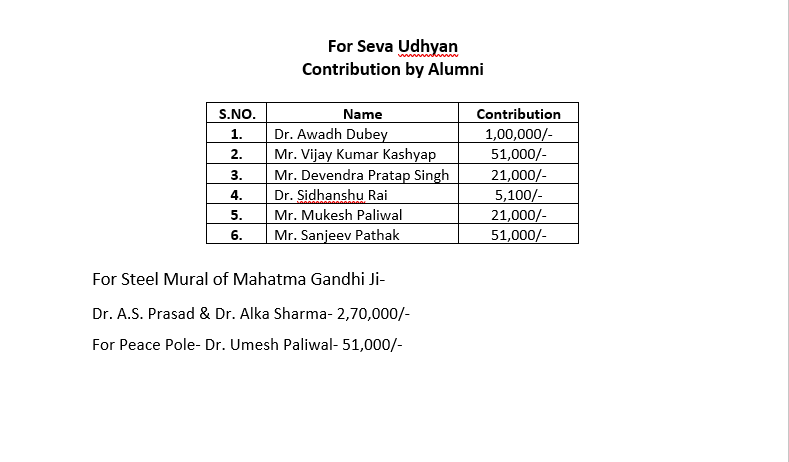 For Seva Udhyan
Contribution by Alumni
S.NO. Name Contribution
1. Dr. Awadh Dubey 1,00,000/-
2. Mr. Vijay Kumar Kashyap 51,000/-
3. Mr. Devendra Pratap Singh 21,000/-
4. Dr. Sidhanshu Rai 5,100/-
5. Mr. Mukesh Paliwal 21,000/-
6. Mr. Sanjeev Pathak 51,000/-
For Steel Mural of Mahatma Gandhi Ji-
Dr. A.S. Prasad & Dr. Alka Sharma- 2,70,000/-
For Peace Pole- Dr. Umesh Paliwal- 51,000/-